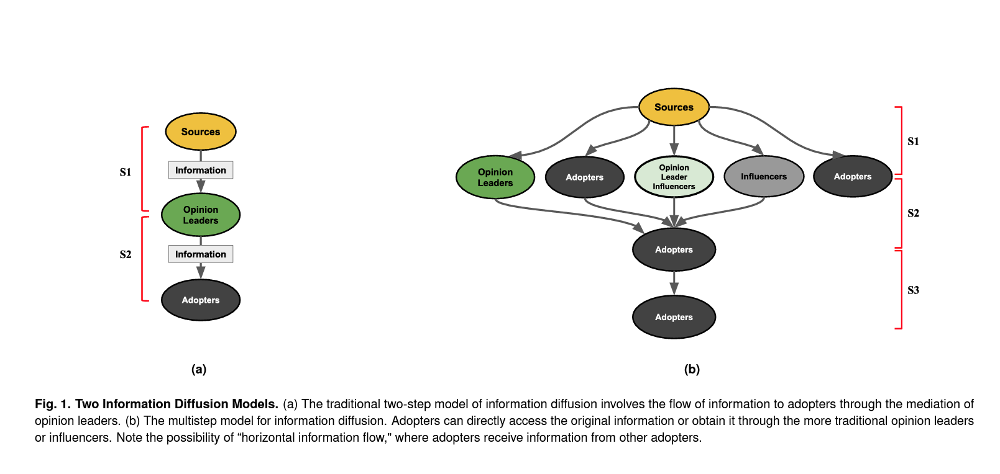 Sources
S1
Information
Opinion
Leaders
S2
Information
Adopters
(a)
Sources
S1
Opinion
Leaders
Adopters
Opinion
Leader
Influencers
Influencers
Adopters
S2
Adopters
S3
Adopters
(b)
Fig. 1. Two Information Diffusion Models. (a) The traditional two-step model of information diffusion involves the flow of information to adopters through the mediation of
opinion leaders. (b) The multistep model for information diffusion. Adopters can directly access the original information or obtain it through the more traditional opinion leaders
or influencers. Note the possibility of “horizontal information flow," where adopters receive information from other adopters.